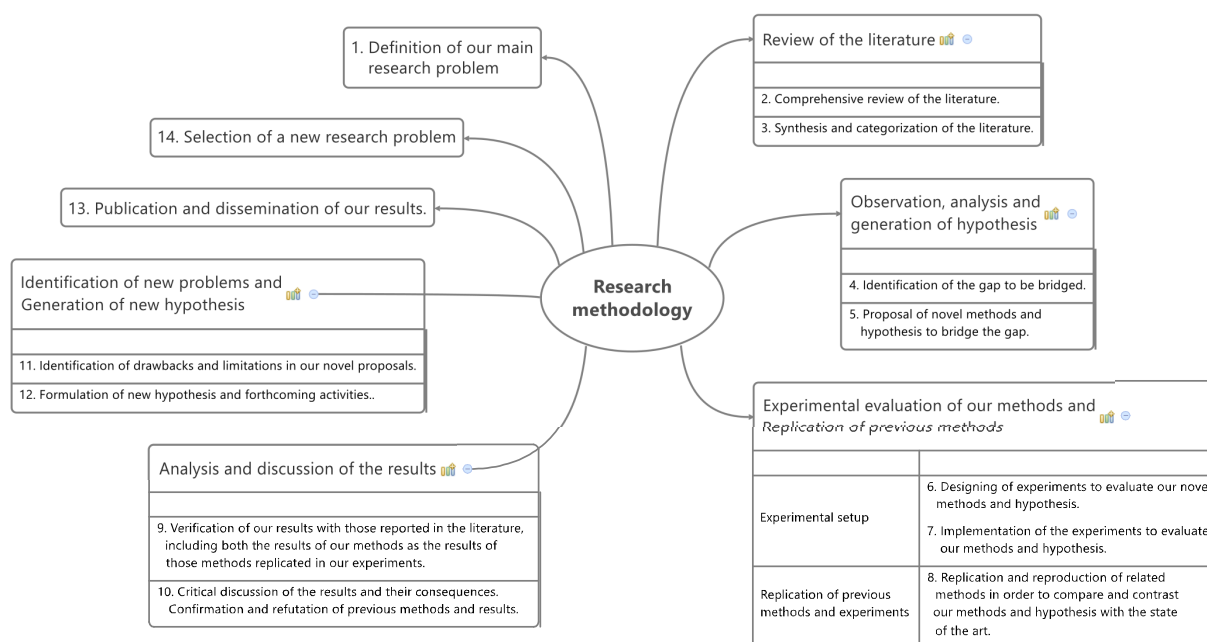 1. Definition of our main
research problem
Review of the literature
2. Comprehensive review of the literature.
3. Synthesis and categorization of the literature.
14. Selection of a new research problem
13. Publication and dissemination of our results.
Observation, analysis and
generation of hypothesis
4. Identification of the gap to be bridged.
5. Proposal of novel methods and
hypothesis to bridge the gap.
Research
methodology
Identification of new problems and
Generation of new hypothesis
11. Identification of drawbacks and limitations in our novel proposals.
12. Formulation of new hypothesis and forthcoming activities..
Experimental evaluation of our methods and
Replication of previous methods
Experimental setup
6. Designing of experiments to evaluate our nove
methods and hypothesis.
7. Implementation of the experiments to evaluate
our methods and hypothesis.
Replication of previous
methods and experiments
8. Replication and reproduction of related
methods in order to compare and contrast
our methods and hypothesis with the state
of the art.
Analysis and discussion of the results
9. Verification of our results with those reported in the literature,
including both the results of our methods as the results of
those methods replicated in our experiments.
10. Critical discussion of the results and their consequences.
Confirmation and refutation of previous methods and results.